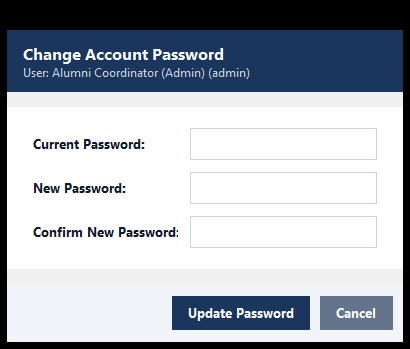 Change Account Password
User: Alumni Coordinator (Admin) (admin)
Current Password:
New Password:
Confirm New Password:
Update Password
Cancel